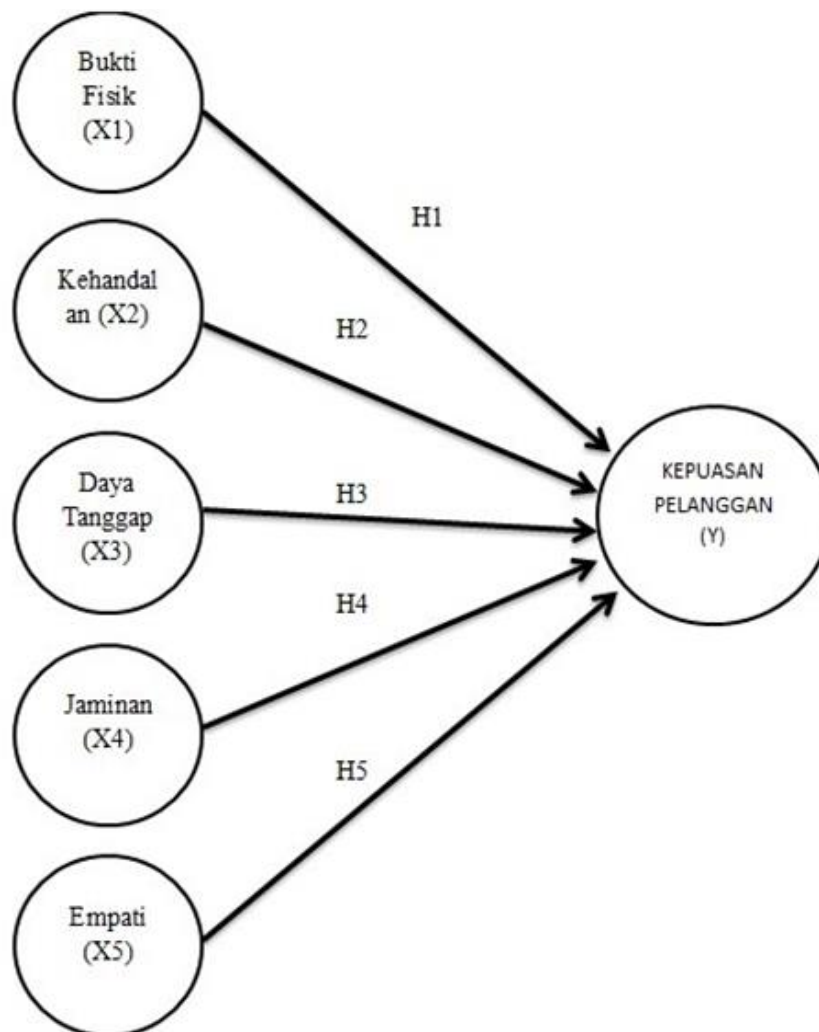 Bukti
Fisik
(X1)
H1
Kehandal
an (X2)
H2
Daya
Tanggap
(X3)
H3
KEPUASAN
PELANGGAN
(Y)
H4
Jaminan
(X4)
H5
Empati
(X5)